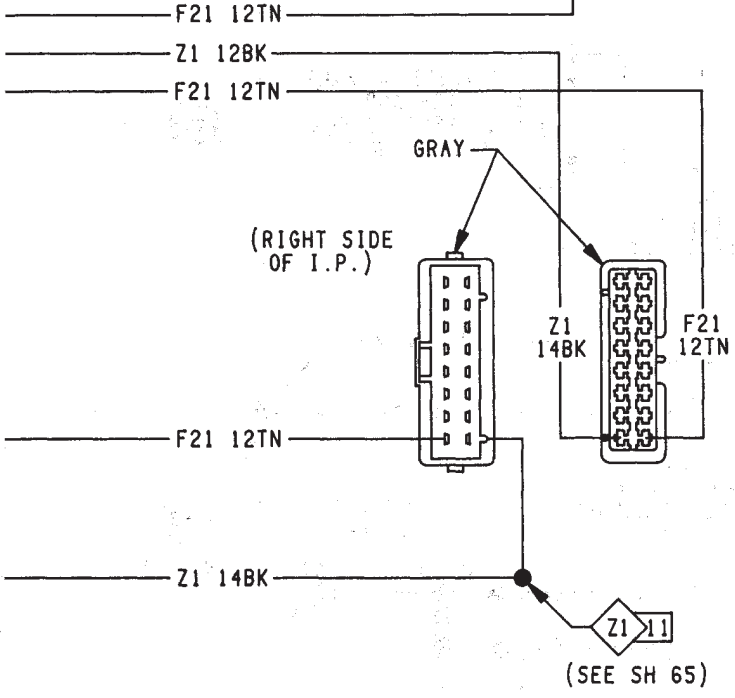 F21 12TN
Z1 12BK
F21 12TN
GRAY
(RIGHT SIDE
OF I.P.)
Z1
14BK
F21
12TN
F21 12TN
Z1 14BK
Z1 11
(SEE SH 65)